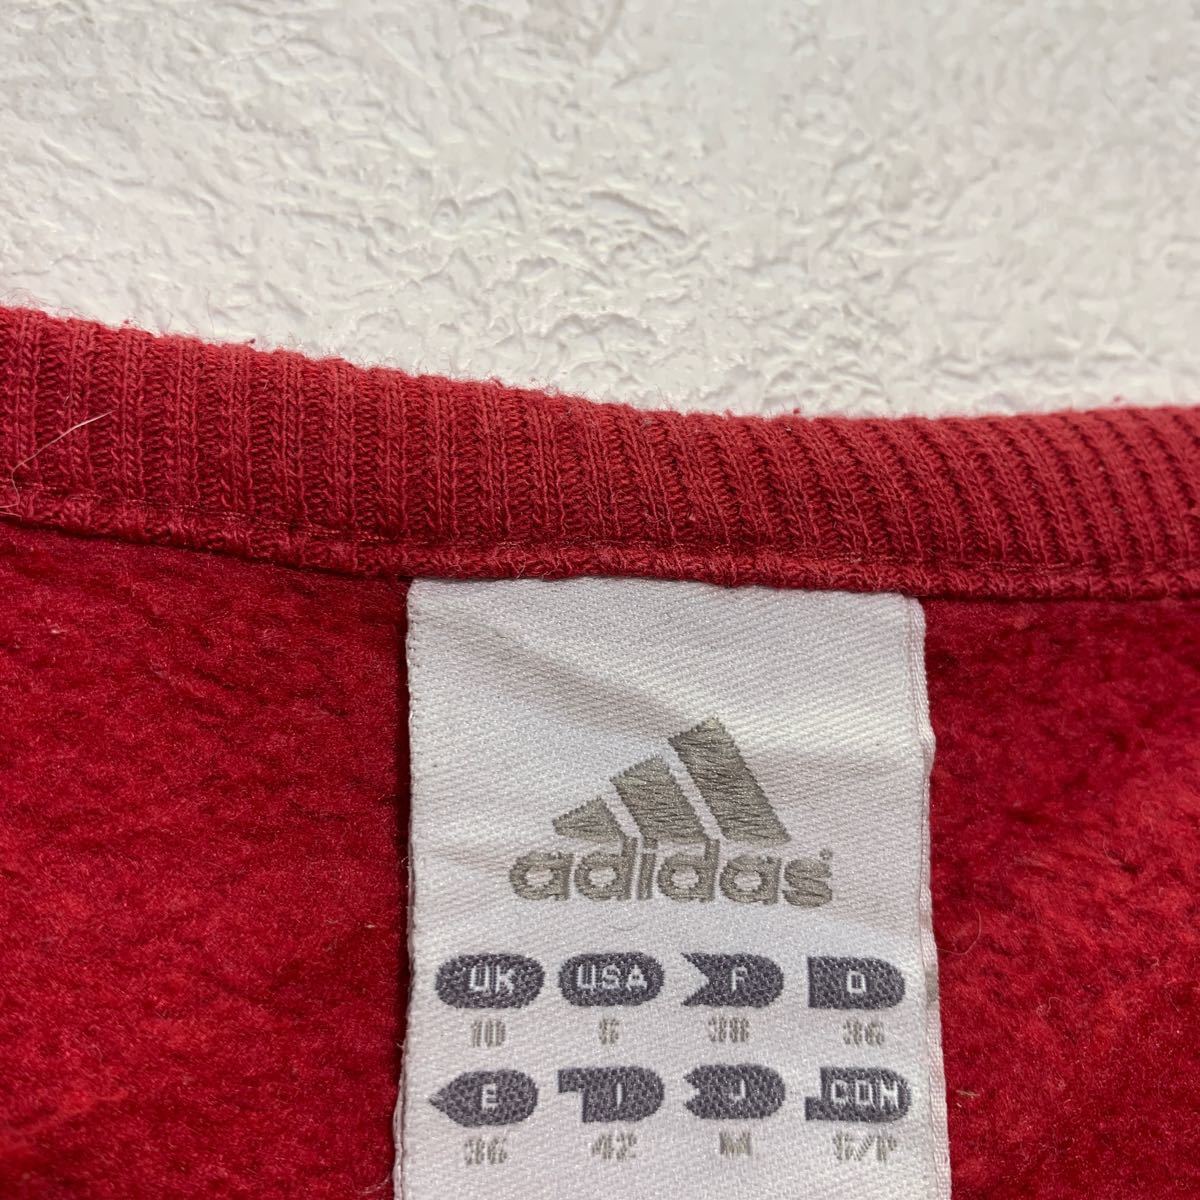 adidas
UK USA F D
10 S 38 36
E I J CDN
36 42 M S/P